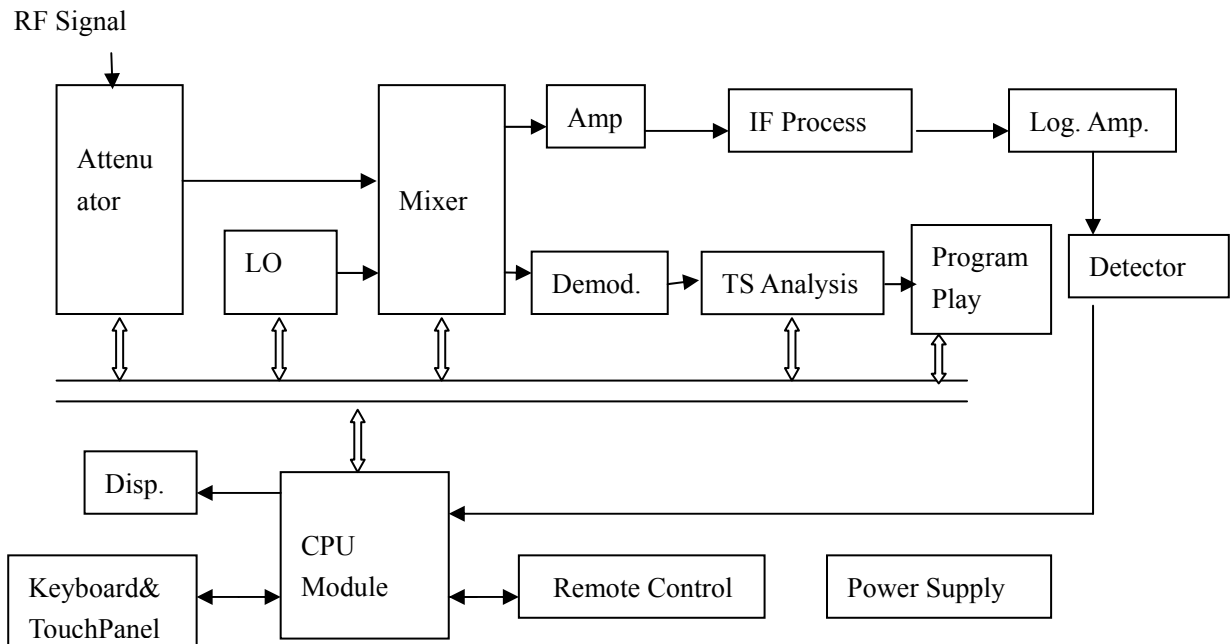 RF Signal
Attenu
ator
LO
Mixer
Amp
IF Process
Log. Amp.
Demod.
TS Analysis
Program
Play
Detector
Disp.
CPU
Module
Keyboard&
TouchPanel
Remote Control
Power Supply